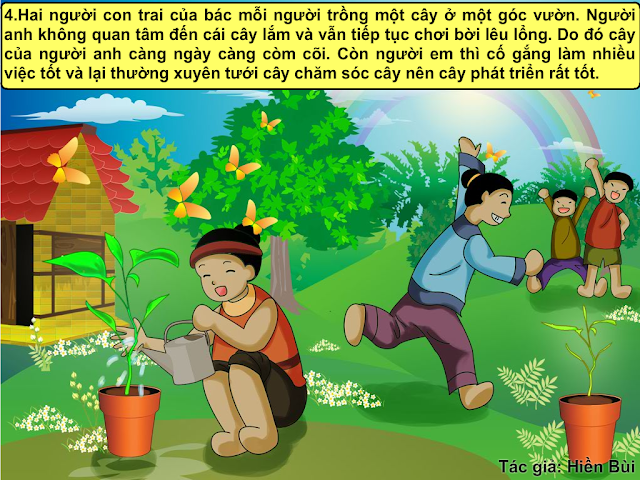 4.Hai người con trai của bác mỗi người trồng một cây ở một góc vườn. Người
anh không quan tâm đến cái cây lắm và vẫn tiếp tục chơi bời lêu lổng. Do đó cây
của người anh càng ngày càng còm cõi. Còn người em thì cố gắng làm nhiều
việc tốt và lại thường xuyên tưới cây chăm sóc cây nên cây phát triển rất tốt.
Tác giả: Hiền Bùi